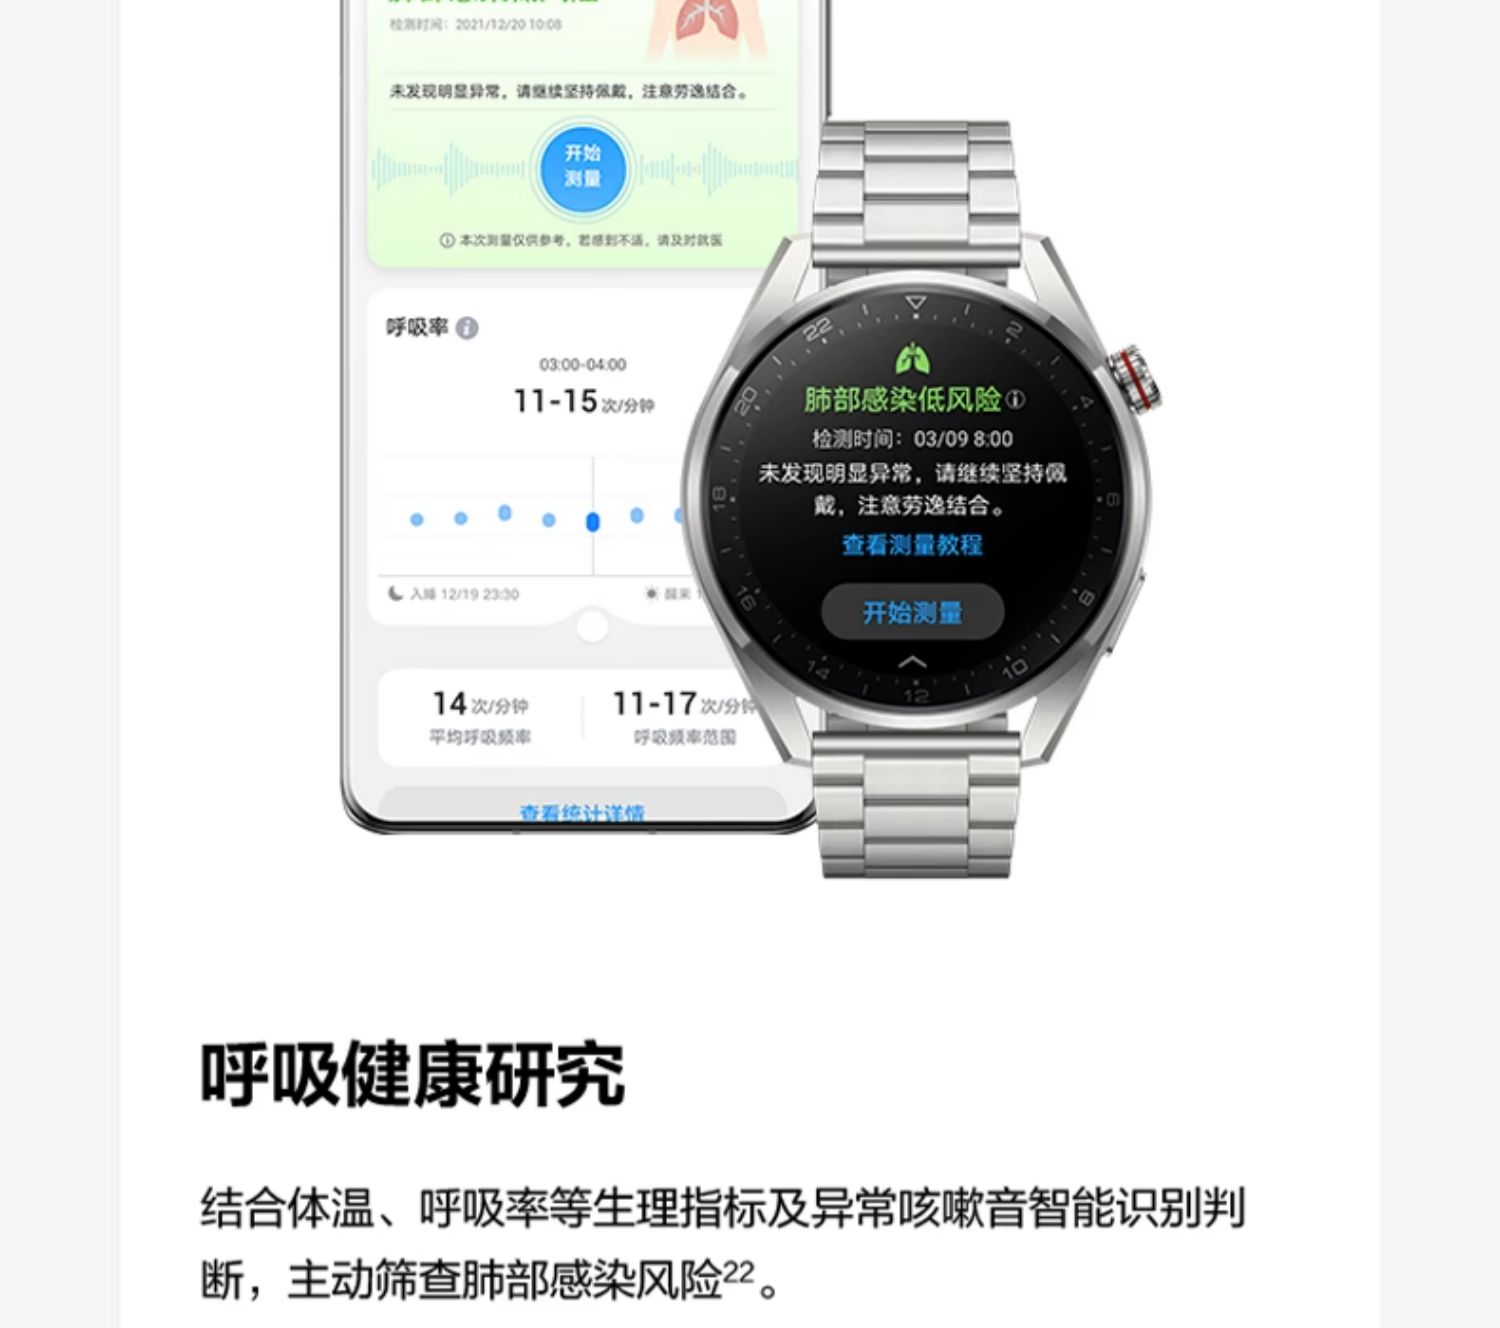 检测时间：2021/12/20 10:08
未发现明显异常，请继续坚持佩戴，注意劳逸结合。
开始
测量
本次测量仅供参考，若感到不适，请及时就医
呼吸率
03:00-04:00
11-15次/分钟
入睡 12/19 23:30
醒来
14次/分钟
平均呼吸频率
11-17次/分钟
呼吸频率范围
查看统计详情
22
2
20
4
18
6
16
8
14
12
10
肺部感染低风险
检测时间：03/09 8:00
未发现明显异常，请继续坚持佩
戴，注意劳逸结合。
查看测量教程
开始测量
呼吸健康研究
结合体温、呼吸率等生理指标及异常咳嗽音智能识别判
断，主动筛查肺部感染风险22。